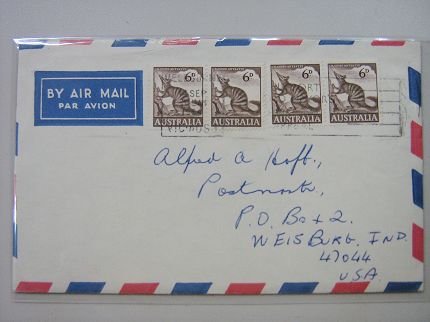 6D 6D 6D 6D
BY AIR MAIL
PAR AVION
AUSTRALIA AUSTRALIA AUSTRALIA AUSTRALIA
Alfred A Hoff,
P.O. Box 2.
WEISBURG, IND.
47044
U.S.A.